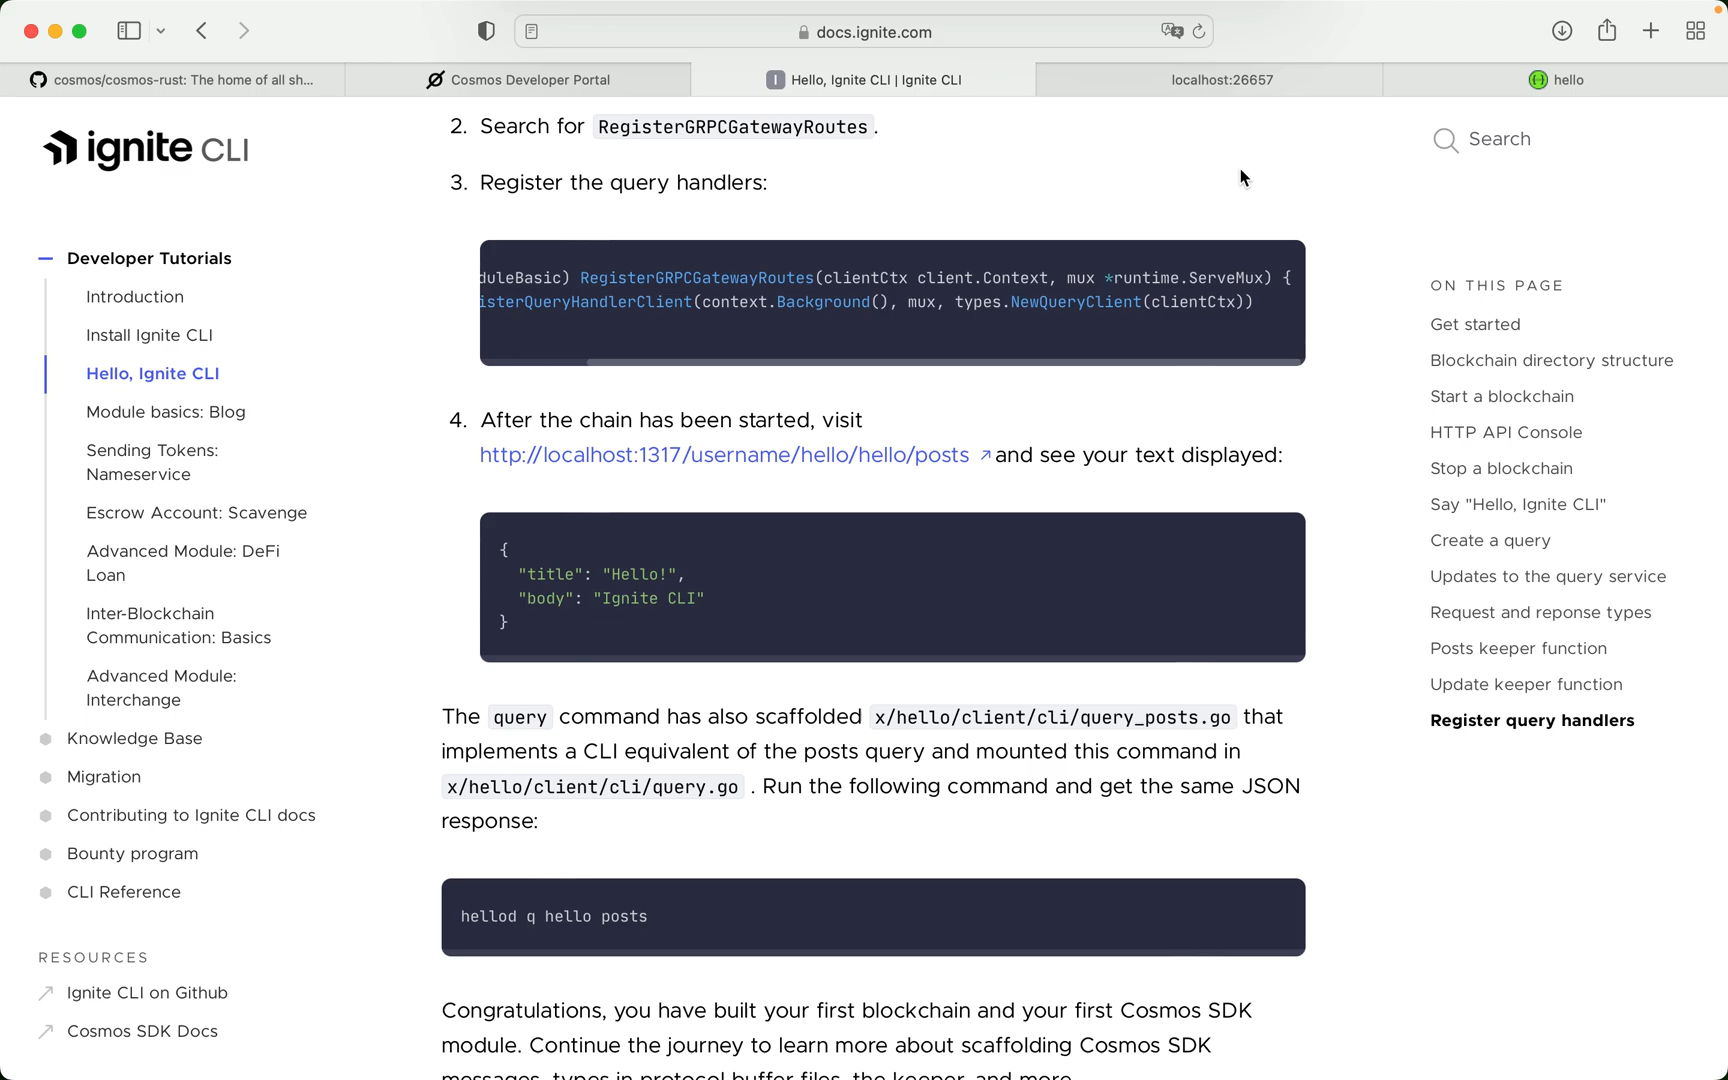 docs.ignite.com
cosmos/cosmos-rust: The home of all sh...
Cosmos Developer Portal
I Hello, Ignite CLI | Ignite CLI
localhost:26657
hello
ignite CLI
Search
Developer Tutorials
Introduction
Install Ignite CLI
Hello, Ignite CLI
Module basics: Blog
Sending Tokens:
Nameservice
Escrow Account: Scavenge
Advanced Module: DeFi
Loan
Inter-Blockchain
Communication: Basics
Advanced Module:
Interchange
Knowledge Base
Migration
Contributing to Ignite CLI docs
Bounty program
CLI Reference
RESOURCES
Ignite CLI on Github
Cosmos SDK Docs
2. Search for RegisterGRPCGatewayRoutes.
3. Register the query handlers:
duleBasic) RegisterGRPCGatewayRoutes(clientCtx client.Context, mux *runtime.ServeMux) {
isterQueryHandlerClient(context.Background(), mux, types.NewQueryClient(clientCtx))
4. After the chain has been started, visit
http://localhost:1317/username/hello/hello/posts ↗ and see your text displayed:
{
"title": "Hello!",
"body": "Ignite CLI"
}
The query command has also scaffolded x/hello/client/cli/query_posts.go that
implements a CLI equivalent of the posts query and mounted this command in
x/hello/client/cli/query.go . Run the following command and get the same JSON
response:
hellod q hello posts
Congratulations, you have built your first blockchain and your first Cosmos SDK
module. Continue the journey to learn more about scaffolding Cosmos SDK
messages, types in protocol buffer files, the keeper, and more.
ON THIS PAGE
Get started
Blockchain directory structure
Start a blockchain
HTTP API Console
Stop a blockchain
Say "Hello, Ignite CLI"
Create a query
Updates to the query service
Request and reponse types
Posts keeper function
Update keeper function
Register query handlers